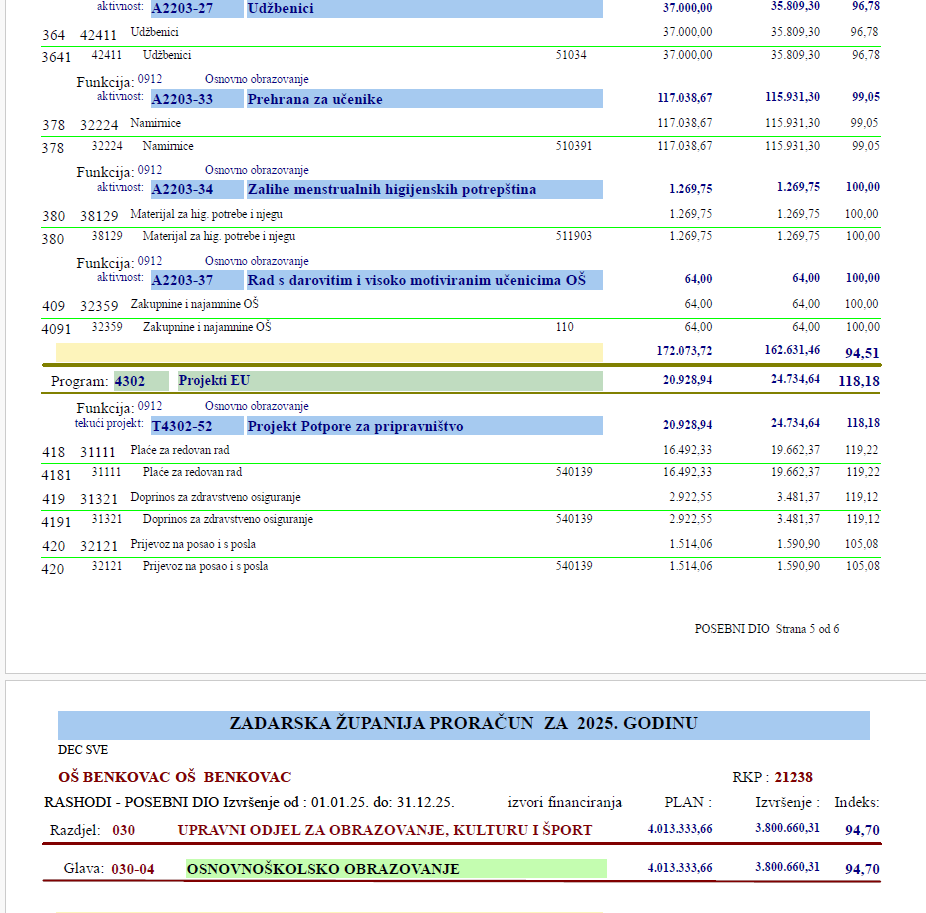 aktivnost: A2203-27 Udžbenici 37.000,00 35.809,30 96,78
364 42411 Udžbenici 37.000,00 35.809,30 96,78
3641 42411 Udžbenici 51034 37.000,00 35.809,30 96,78
Funkcija: 0912 Osnovno obrazovanje
aktivnost: A2203-33 Prehrana za učenike 117.038,67 115.931,30 99,05
378 32224 Namirnice 117.038,67 115.931,30 99,05
378 32224 Namirnice 510391 117.038,67 115.931,30 99,05
Funkcija: 0912 Osnovno obrazovanje
aktivnost: A2203-34 Zalihe menstrualnih higijenskih potrepština 1.269,75 1.269,75 100,00
380 38129 Materijal za hig. potrebe i njegu 1.269,75 1.269,75 100,00
380 38129 Materijal za hig. potrebe i njegu 511903 1.269,75 1.269,75 100,00
Funkcija: 0912 Osnovno obrazovanje
aktivnost: A2203-37 Rad s darovitim i visoko motiviranim učenicima OŠ 64,00 64,00 100,00
409 32359 Zakupnine i najamnine OŠ 64,00 64,00 100,00
4091 32359 Zakupnine i najamnine OŠ 110 64,00 64,00 100,00
172.073,72 162.631,46 94,51
Program: 4302 Projekti EU 20.928,94 24.734,64 118,18
Funkcija: 0912 Osnovno obrazovanje
tekući projekt: T4302-52 Projekt Potpore za pripravništvo 20.928,94 24.734,64 118,18
418 31111 Plaće za redovan rad 16.492,33 19.662,37 119,22
4181 31111 Plaće za redovan rad 540139 16.492,33 19.662,37 119,22
419 31321 Doprinos za zdravstveno osiguranje 2.922,55 3.481,37 119,12
4191 31321 Doprinos za zdravstveno osiguranje 540139 2.922,55 3.481,37 119,12
420 32121 Prijevoz na posao i s posla 1.514,06 1.590,90 105,08
420 32121 Prijevoz na posao i s posla 540139 1.514,06 1.590,90 105,08
POSEBNI DIO Strana 5 od 6
ZADARSKA ŽUPANIJA PRORAČUN ZA 2025. GODINU
DEC SVE
OŠ BENKOVAC OŠ BENKOVAC RKP : 21238
RASHODI - POSEBNI DIO Izvršenje od : 01.01.25. do: 31.12.25. izvori financiranja PLAN : Izvršenje : Indeks:
Razdjel: 030 UPRAVNI ODJEL ZA OBRAZOVANJE, KULTURU I ŠPORT 4.013.333,66 3.800.660,31 94,70
Glava: 030-04 OSNOVNOŠKOLSKO OBRAZOVANJE 4.013.333,66 3.800.660,31 94,70